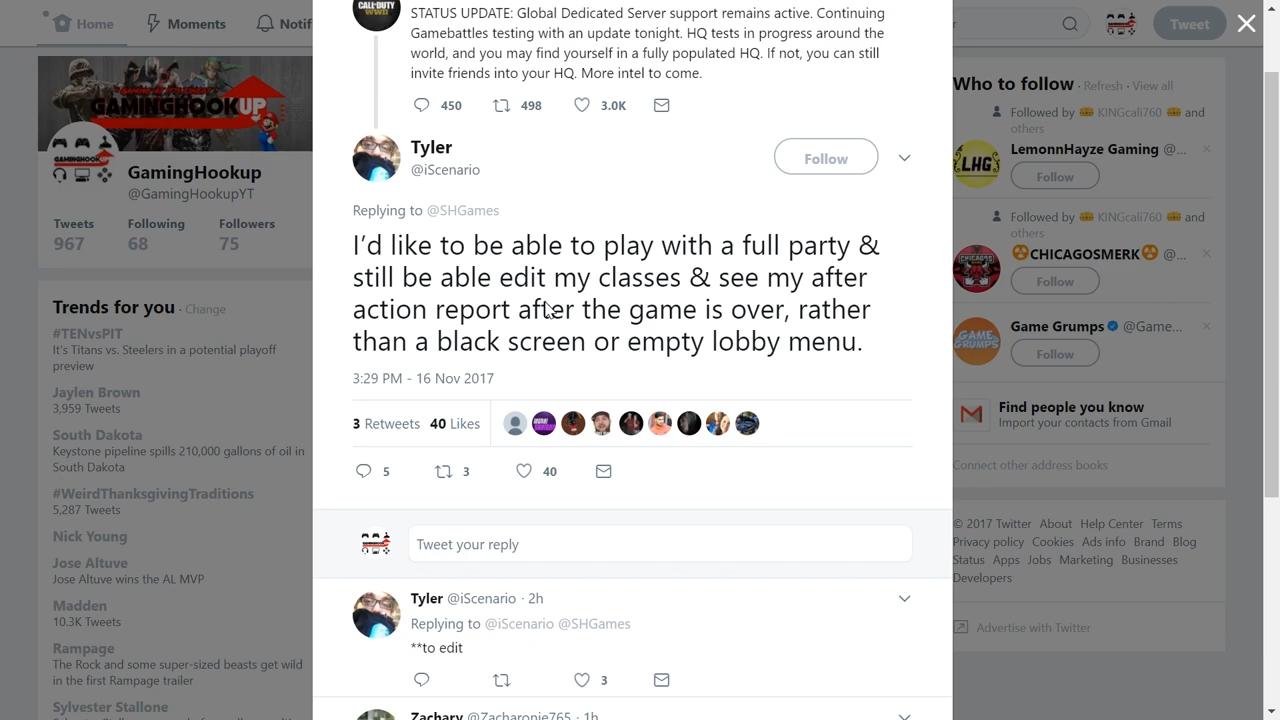 Home
Moments
Notif
Tweet
STATUS UPDATE: Global Dedicated Server support remains active. Continuing
Gamebattles testing with an update tonight. HQ tests in progress around the
world, and you may find yourself in a fully populated HQ. If not, you can still
invite friends into your HQ. More intel to come.
450 498 3.0K
Tyler
@iScenario
Follow
Replying to @SHGames
I'd like to be able to play with a full party &
still be able edit my classes & see my after
action report after the game is over, rather
than a black screen or empty lobby menu.
3:29 PM - 16 Nov 2017
3 Retweets 40 Likes
5 3 40
Tweet your reply
Tyler @iScenario · 2h
Replying to @iScenario @SHGames
**to edit
3
Zachary @Zacharonie765 · 1h
GAMINGHOOKUP
GamingHookup
@GamingHookupYT
Tweets Following Followers
967 68 75
Trends for you · Change
#TENvsPIT
It's Titans vs. Steelers in a potential playoff
preview
Jaylen Brown
3,959 Tweets
South Dakota
Keystone pipeline spills 210,000 gallons of oil in
South Dakota
#WeirdThanksgivingTraditions
5,287 Tweets
Nick Young
Jose Altuve
Jose Altuve wins the AL MVP
Madden
10.3K Tweets
Rampage
The Rock and some super-sized beasts get wild
in the first Rampage trailer
Sylvester Stallone
Who to follow · Refresh · View all
Followed by KINGcali760 and
others
LemonnHayze Gaming @...
Follow
LHG
Followed by KINGcali760 and
others
CHICAGOSMERK @...
Follow
Game Grumps @Game...
Follow
Find people you know
Import your contacts from Gmail
Connect other address books
© 2017 Twitter About Help Center Terms
Privacy policy Cookies Ads info Brand Blog
Status Apps Jobs Marketing Businesses
Developers
Advertise with Twitter